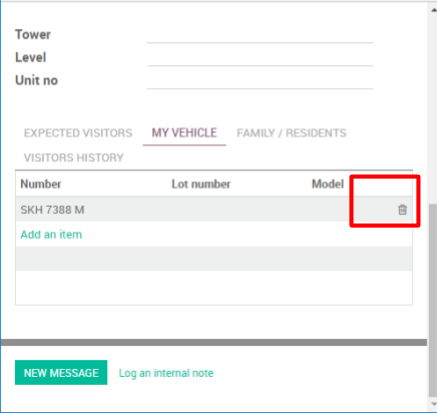 Tower
Level
Unit no
EXPECTED VISITORS MY VEHICLE FAMILY / RESIDENTS
VISITORS HISTORY
Number Lot number Model
SKH 7388 M
Add an item
NEW MESSAGE Log an internal note